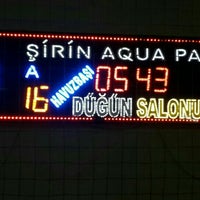 ŞİRİN AQUA PA
A
16
HAVUZBAŞI
05 43
DÜĞÜN SALONU